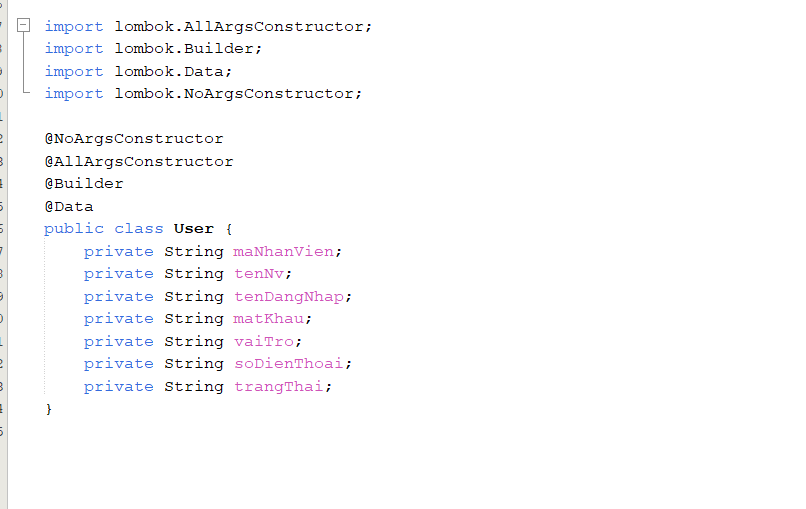 import lombok.AllArgsConstructor;
import lombok.Builder;
import lombok.Data;
import lombok.NoArgsConstructor;
@NoArgsConstructor
@AllArgsConstructor
@Builder
@Data
public class User {
private String maNhanVien;
private String tenNv;
private String tenDangNhap;
private String matKhau;
private String vaiTro;
private String soDienThoai;
private String trangThai;
}